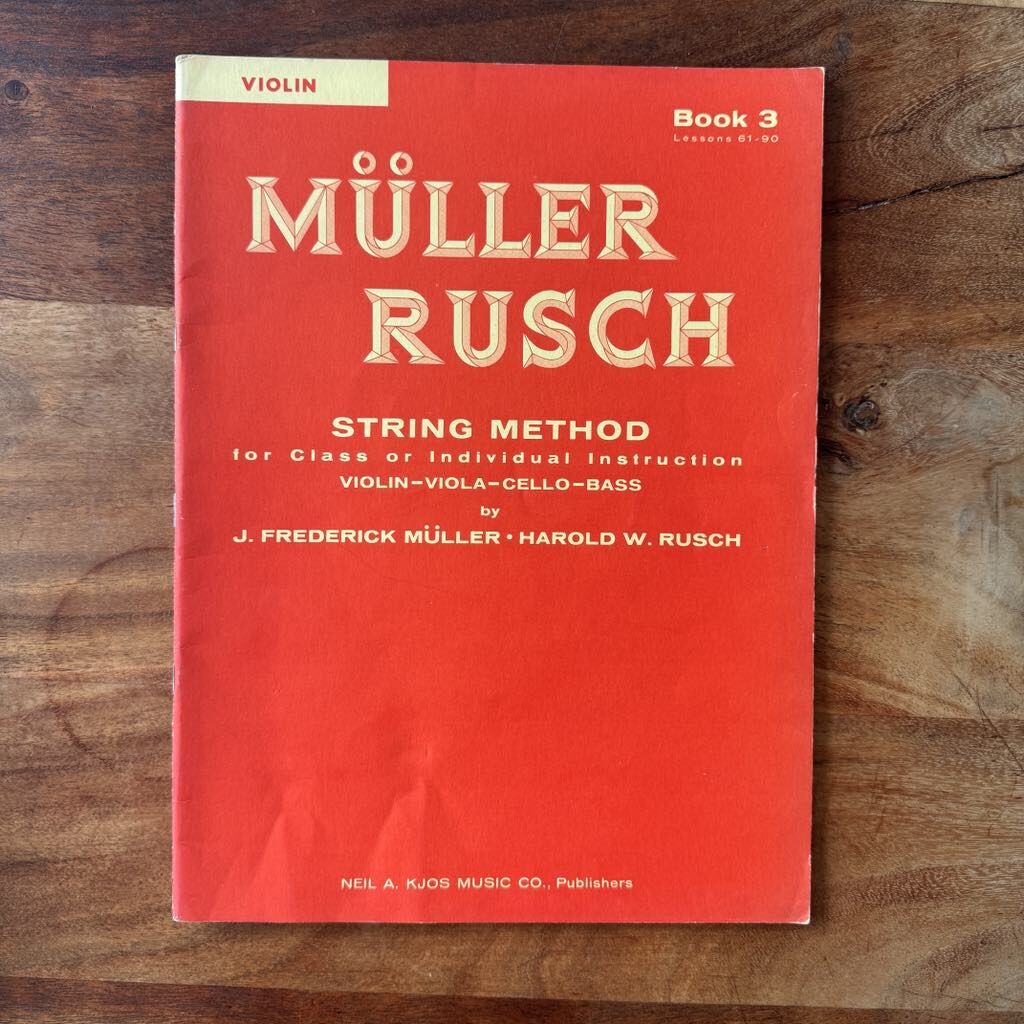 VIOLIN
Book 3
Lessons 61-90
MÜLLER
RUSCH
STRING METHOD
for Class or Individual Instruction
VIOLIN–VIOLA–CELLO–BASS
by
J. FREDERICK MÜLLER • HAROLD W. RUSCH
NEIL A. KJOS MUSIC CO., Publishers